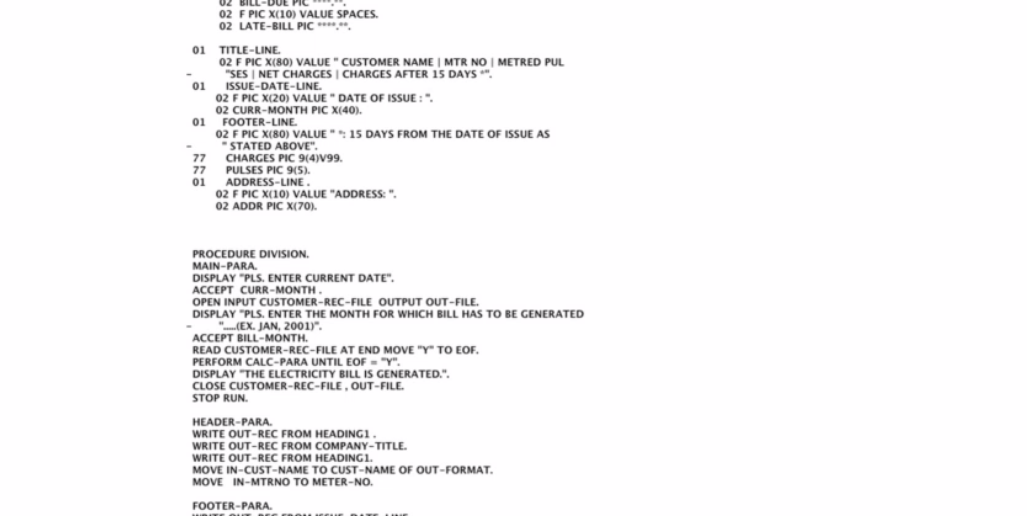 02 BILL-DUE PIC ****.**.
02 F PIC X(10) VALUE SPACES.
02 LATE-BILL PIC ****.**.
01 TITLE-LINE.
02 F PIC X(80) VALUE " CUSTOMER NAME | MTR NO | METRED PUL
- "SES | NET CHARGES | CHARGES AFTER 15 DAYS *".
01 ISSUE-DATE-LINE.
02 F PIC X(20) VALUE " DATE OF ISSUE : ".
02 CURR-MONTH PIC X(40).
01 FOOTER-LINE.
02 F PIC X(80) VALUE " *: 15 DAYS FROM THE DATE OF ISSUE AS
- " STATED ABOVE".
77 CHARGES PIC 9(4)V99.
77 PULSES PIC 9(5).
01 ADDRESS-LINE .
02 F PIC X(10) VALUE "ADDRESS: ".
02 ADDR PIC X(70).
PROCEDURE DIVISION.
MAIN-PARA.
DISPLAY "PLS. ENTER CURRENT DATE".
ACCEPT CURR-MONTH .
OPEN INPUT CUSTOMER-REC-FILE OUTPUT OUT-FILE.
DISPLAY "PLS. ENTER THE MONTH FOR WHICH BILL HAS TO BE GENERATED
- ".....(EX. JAN, 2001)".
ACCEPT BILL-MONTH.
READ CUSTOMER-REC-FILE AT END MOVE "Y" TO EOF.
PERFORM CALC-PARA UNTIL EOF = "Y".
DISPLAY "THE ELECTRICITY BILL IS GENERATED.".
CLOSE CUSTOMER-REC-FILE , OUT-FILE.
STOP RUN.
HEADER-PARA.
WRITE OUT-REC FROM HEADING1 .
WRITE OUT-REC FROM COMPANY-TITLE.
WRITE OUT-REC FROM HEADING1.
MOVE IN-CUST-NAME TO CUST-NAME OF OUT-FORMAT.
MOVE IN-MTRNO TO METER-NO.
FOOTER-PARA.
WRITE OUT-REC FROM ISSUE-DATE-LINE